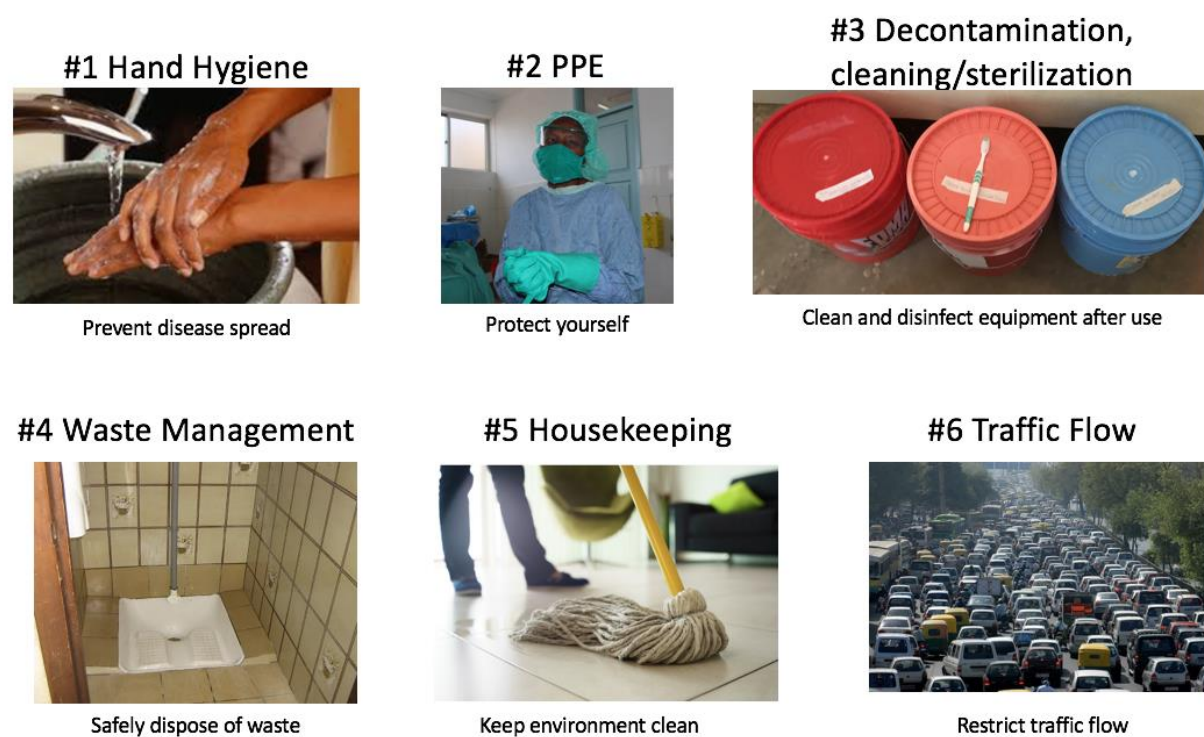 #1 Hand Hygiene
Prevent disease spread
#2 PPE
Protect yourself
#3 Decontamination,
cleaning/sterilization
Clean and disinfect equipment after use
#4 Waste Management
Safely dispose of waste
#5 Housekeeping
Keep environment clean
#6 Traffic Flow
Restrict traffic flow